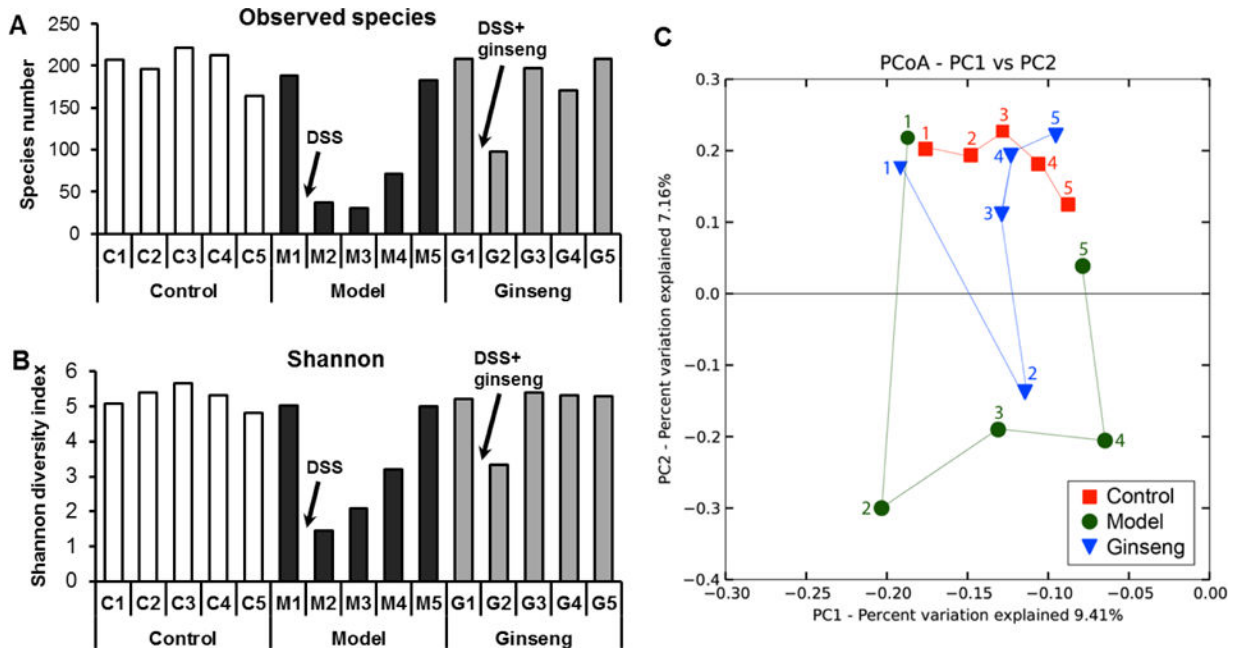 A
Observed species
Species number
250
200
150
100
50
0
DSS
DSS+
ginseng
C1 C2 C3 C4 C5 M1 M2 M3 M4 M5 G1 G2 G3 G4 G5
Control Model Ginseng
B
Shannon
Shannon diversity index
6
5
4
3
2
1
0
DSS
DSS+
ginseng
C1 C2 C3 C4 C5 M1 M2 M3 M4 M5 G1 G2 G3 G4 G5
Control Model Ginseng
C
PCoA - PC1 vs PC2
PC2 - Percent variation explained 7.16%
0.3
0.2
0.1
0.0
−0.1
−0.2
−0.3
−0.4
1 1 2 3 4 5
1 4 5
3
5
2
3
4
2
Control
Model
Ginseng
−0.30 −0.25 −0.20 −0.15 −0.10 −0.05 0.00
PC1 - Percent variation explained 9.41%